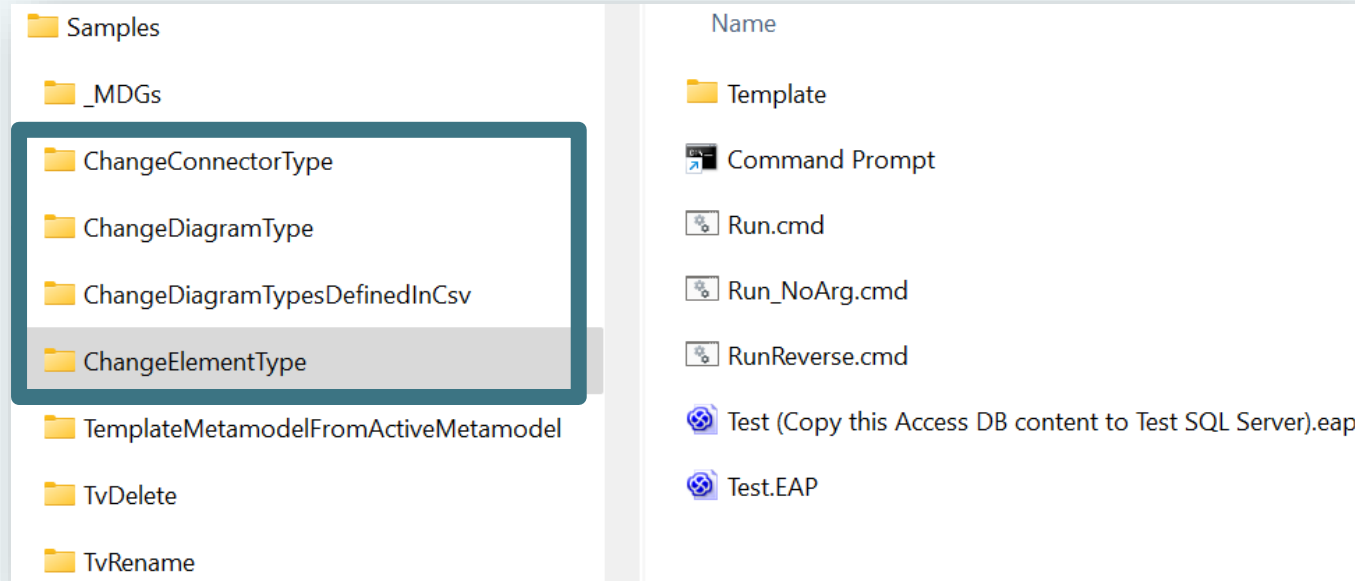 Samples
_MDGs
ChangeConnectorType
ChangeDiagramType
ChangeDiagramTypesDefinedInCsv
ChangeElementType
TemplateMetamodelFromActiveMetamodel
TvDelete
TvRename
Name
Template
Command Prompt
Run.cmd
Run_NoArg.cmd
RunReverse.cmd
Test (Copy this Access DB content to Test SQL Server).eap
Test.EAP